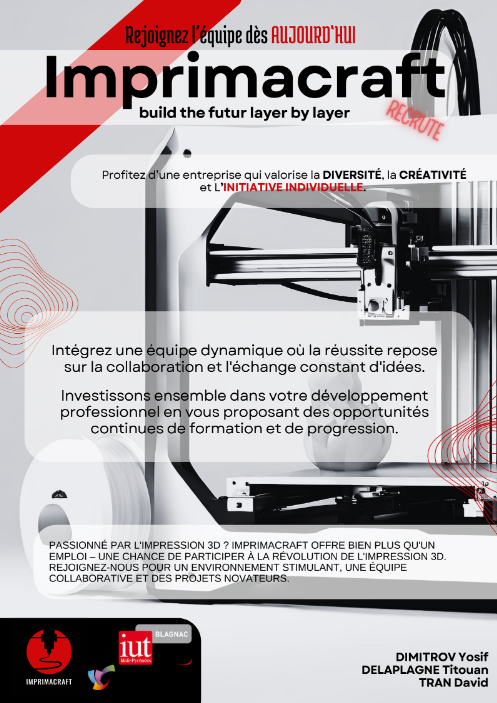 Rejoignez l'équipe dès AUJOURD'HUI
Imprimacraft
build the futur layer by layer
RECRUTE
Profitez d'une entreprise qui valorise la DIVERSITÉ, la CRÉATIVITÉ
et L'INITIATIVE INDIVIDUELLE.
Intégrez une équipe dynamique où la réussite repose
sur la collaboration et l'échange constant d'idées.
Investissons ensemble dans votre développement
professionnel en vous proposant des opportunités
continues de formation et de progression.
PASSIONNÉ PAR L'IMPRESSION 3D ? IMPRIMACRAFT OFFRE BIEN PLUS QU'UN
EMPLOI – UNE CHANCE DE PARTICIPER À LA RÉVOLUTION DE L'IMPRESSION 3D.
REJOIGNEZ-NOUS POUR UN ENVIRONNEMENT STIMULANT, UNE ÉQUIPE
COLLABORATIVE ET DES PROJETS NOVATEURS.
BLAGNAC
iut
Midi-Pyrénées
IMPRIMACRAFT
DIMITROV Yosif
DELAPLAGNE Titouan
TRAN David